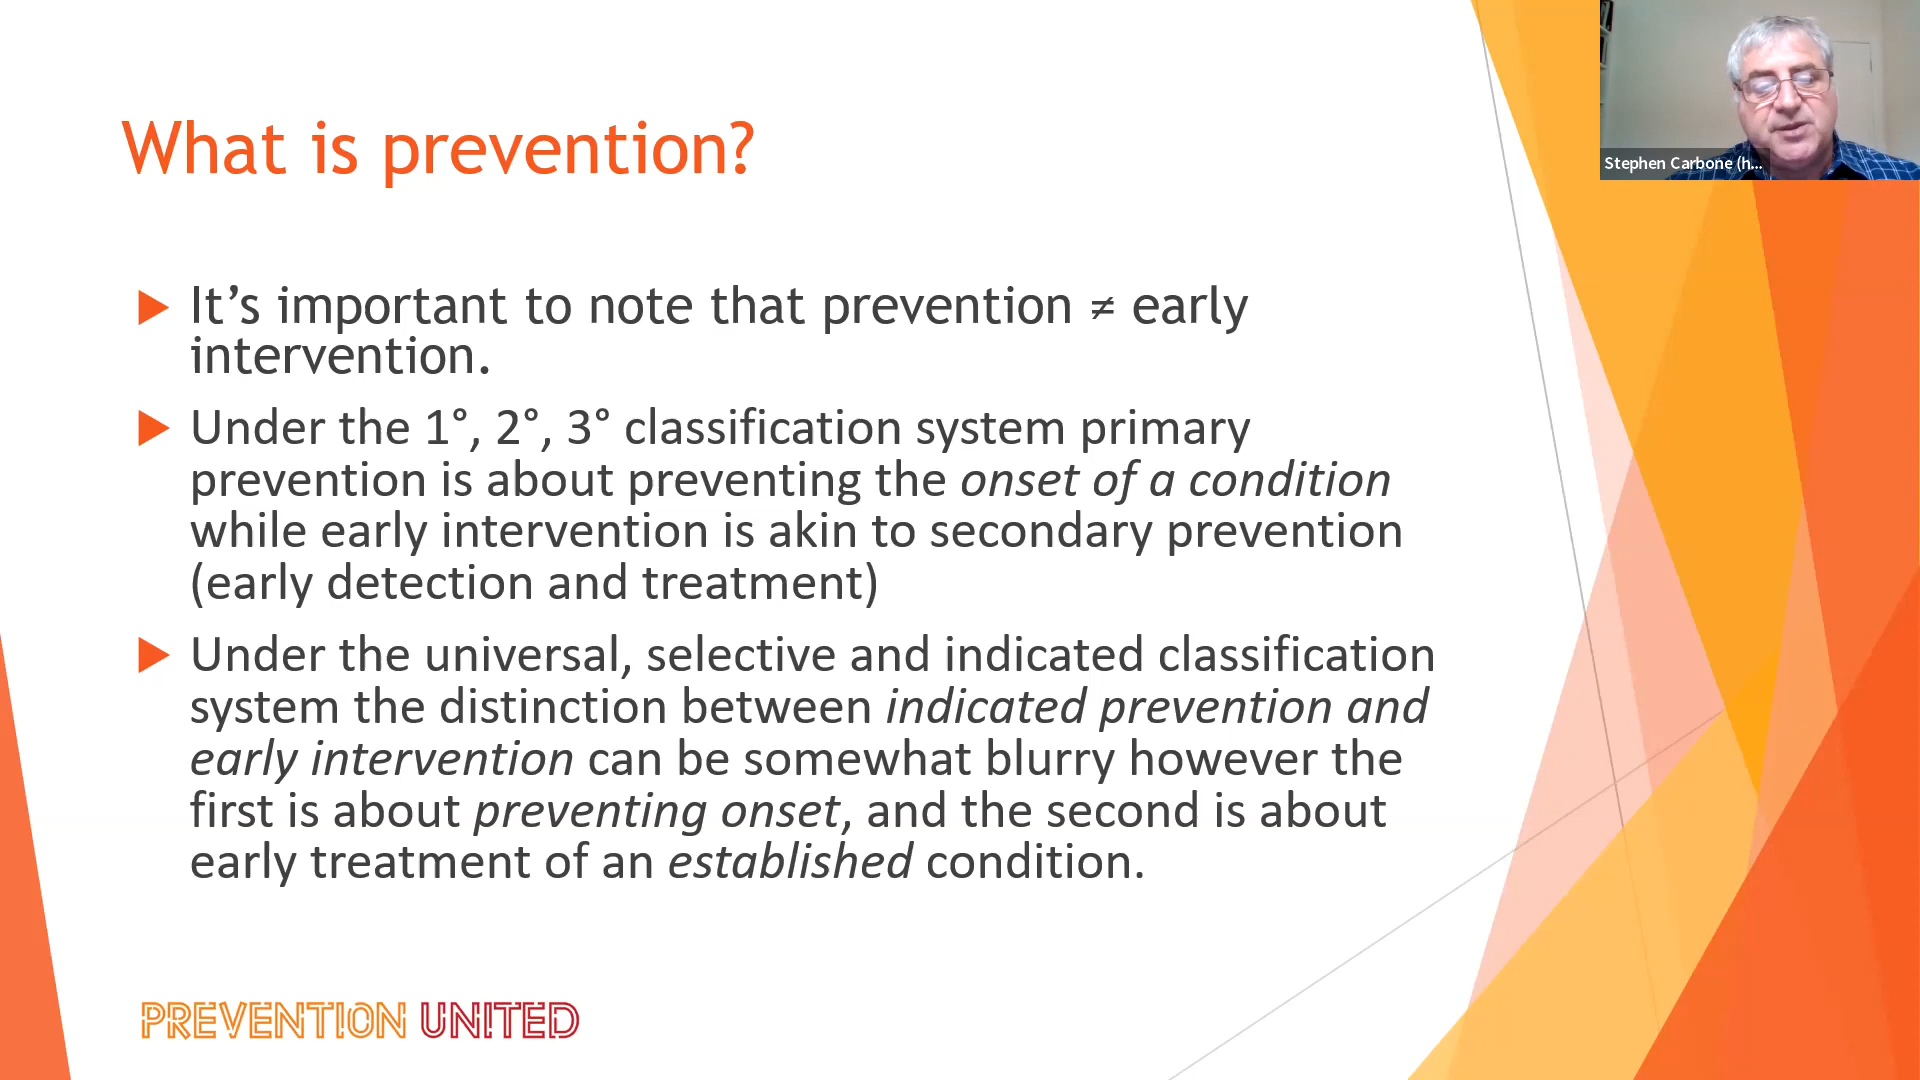 Stephen Carbone (h...
What is prevention?
It’s important to note that prevention ≠ early
intervention.
Under the 1°, 2°, 3° classification system primary
prevention is about preventing the onset of a condition
while early intervention is akin to secondary prevention
(early detection and treatment)
Under the universal, selective and indicated classification
system the distinction between indicated prevention and
early intervention can be somewhat blurry however the
first is about preventing onset, and the second is about
early treatment of an established condition.
PREVENTION UNITED